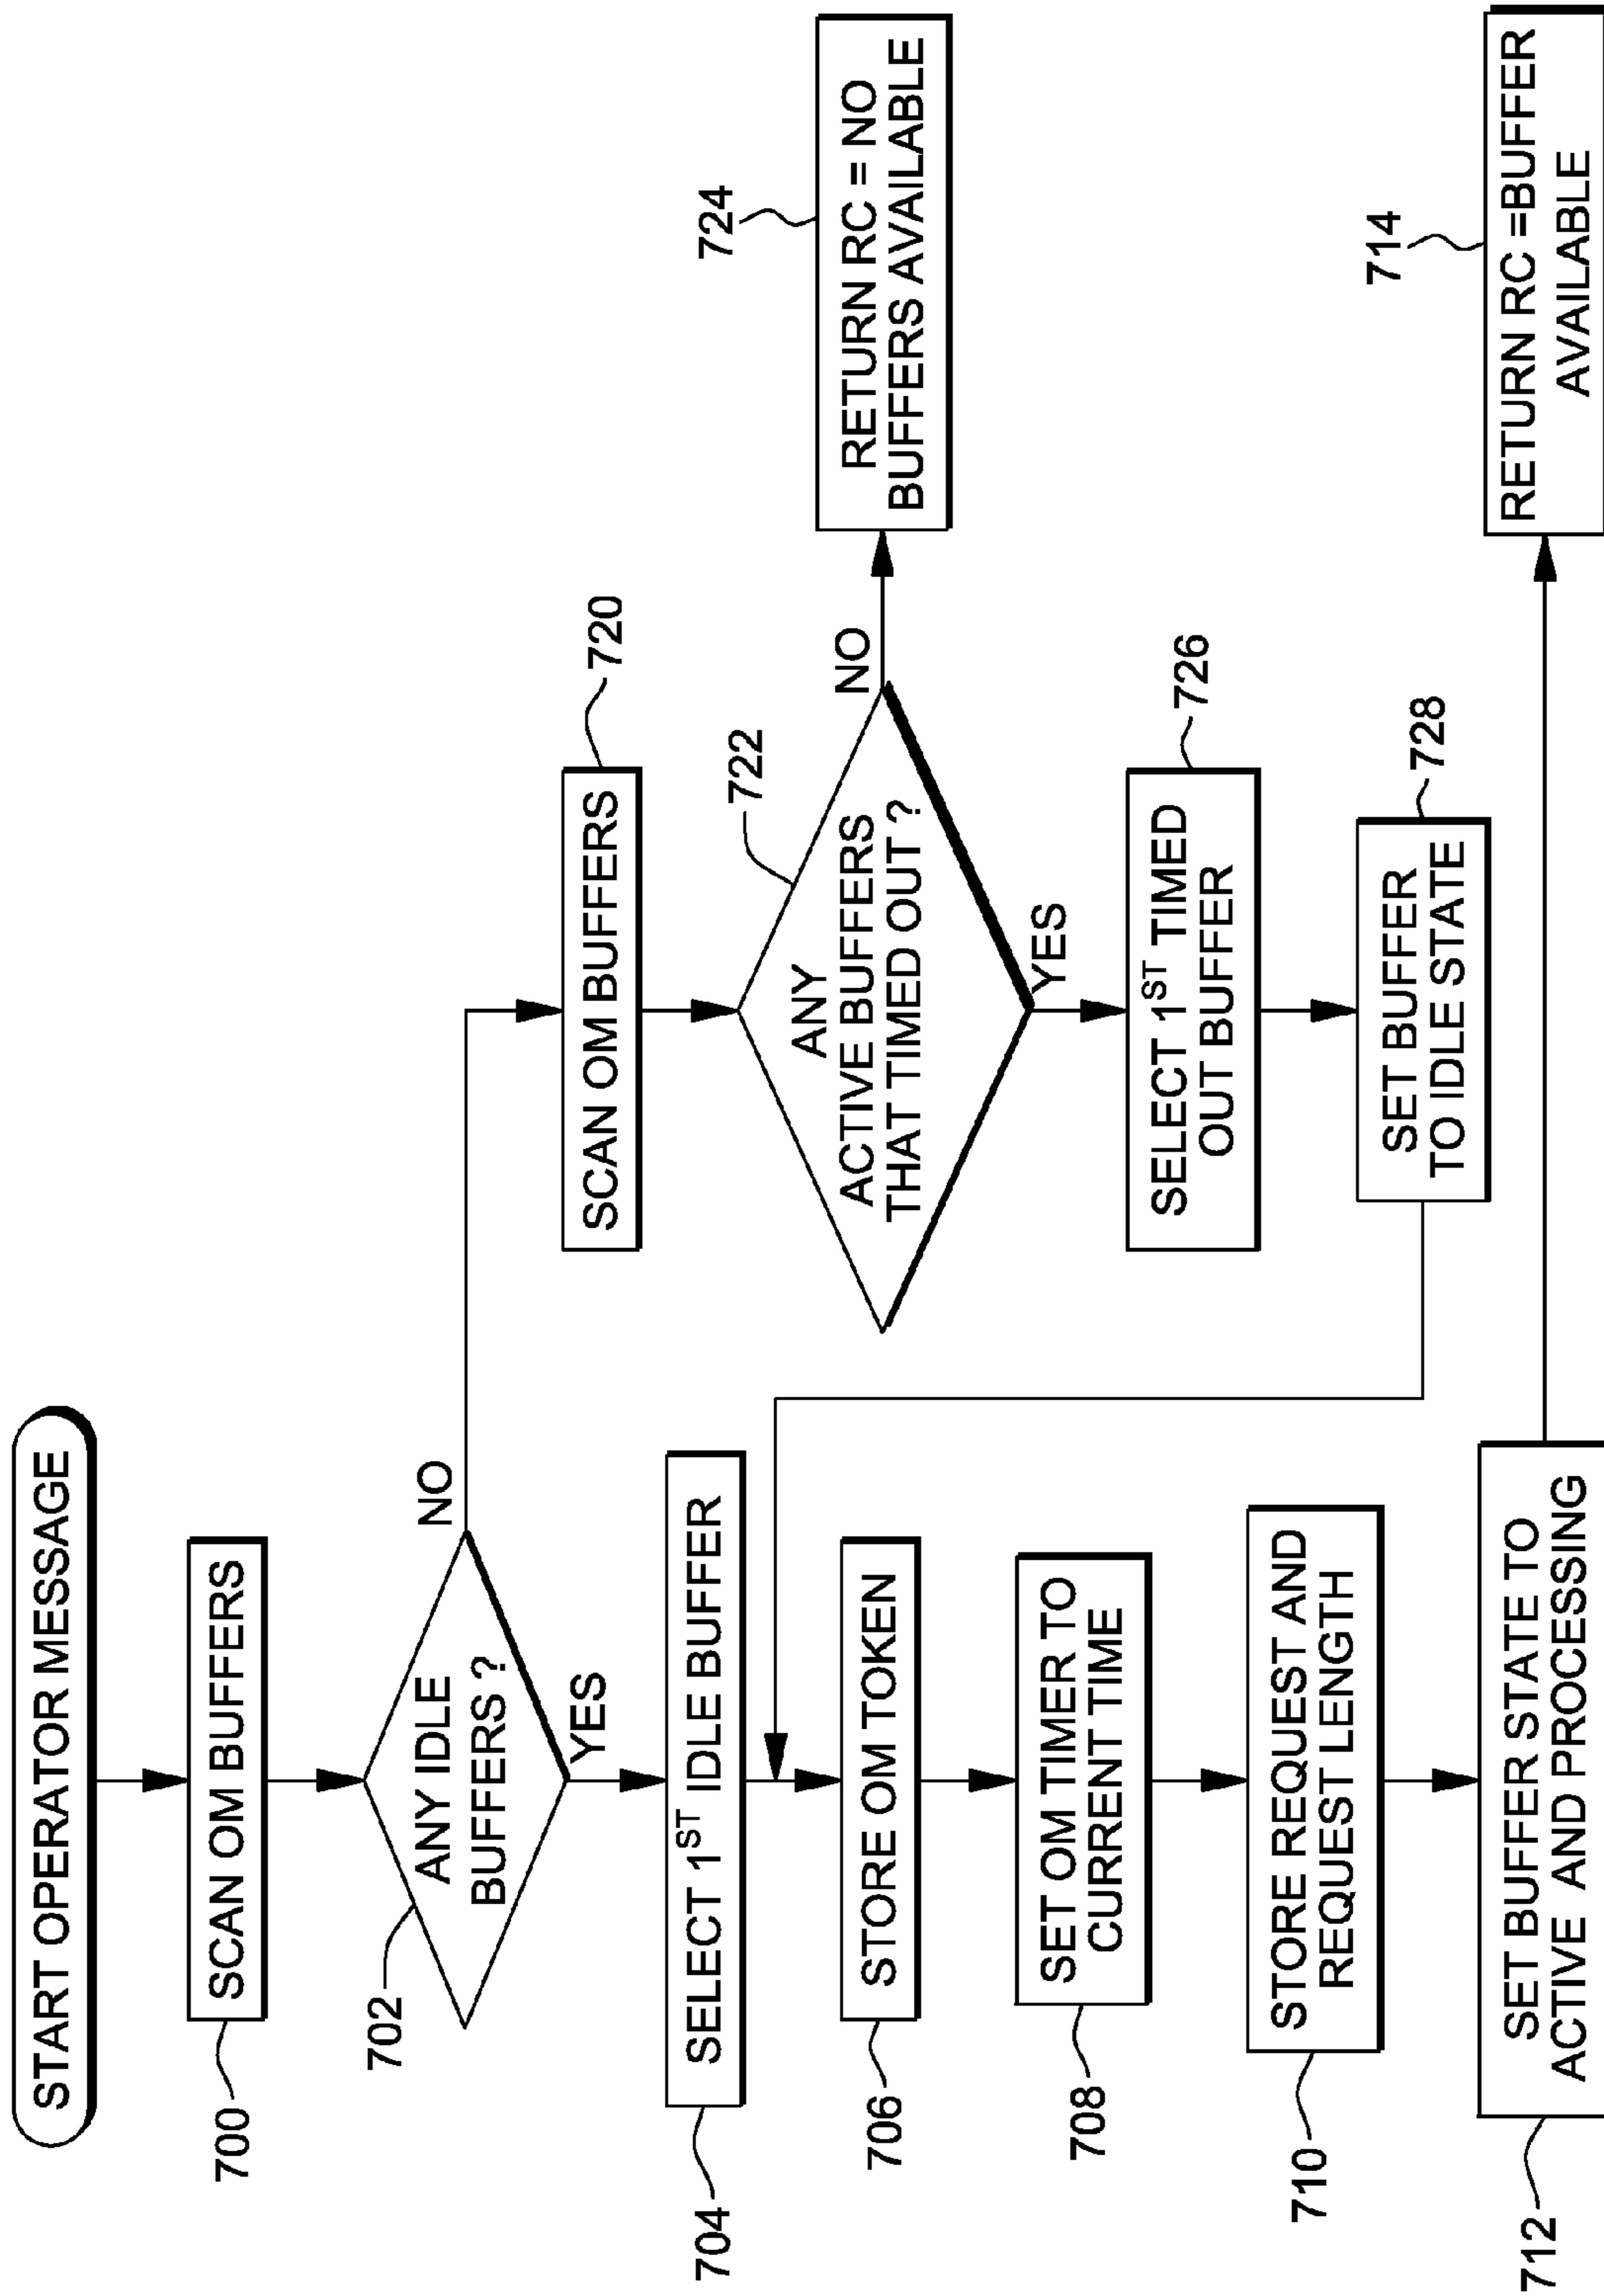 START OPERATOR MESSAGE
700
SCAN OM BUFFERS
702
ANY IDLE
BUFFERS ?
NO
YES
704
SELECT 1ST IDLE BUFFER
706
STORE OM TOKEN
708
SET OM TIMER TO
CURRENT TIME
710
STORE REQUEST AND
REQUEST LENGTH
712
SET BUFFER STATE TO
ACTIVE AND PROCESSING
720
SCAN OM BUFFERS
722
ANY
ACTIVE BUFFERS
THAT TIMED OUT ?
NO
YES
726
SELECT 1ST TIMED
OUT BUFFER
728
SET BUFFER
TO IDLE STATE
724
RETURN RC = NO
BUFFERS AVAILABLE
714
RETURN RC =BUFFER
AVAILABLE